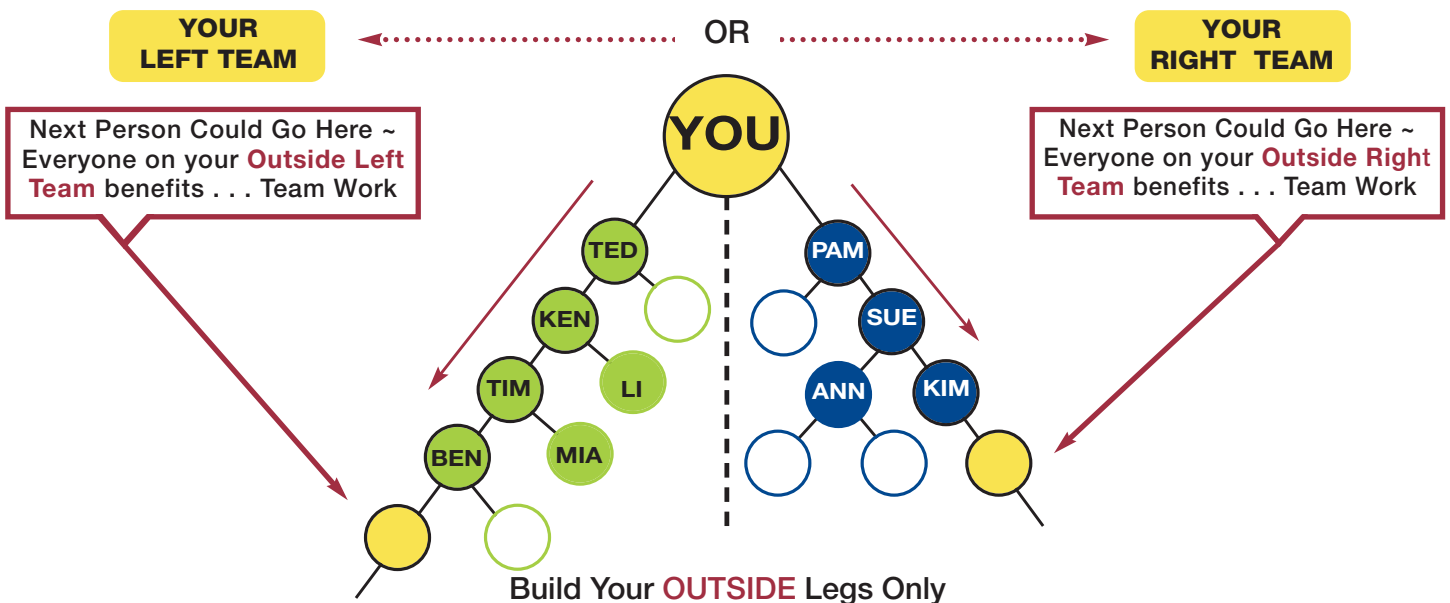 YOUR
LEFT TEAM
OR
YOUR
RIGHT TEAM
Next Person Could Go Here ~
Everyone on your Outside Left
Team benefits . . . Team Work
YOU
Next Person Could Go Here ~
Everyone on your Outside Right
Team benefits . . . Team Work
TED
PAM
KEN
SUE
TIM
LI
ANN
KIM
BEN
MIA
Build Your OUTSIDE Legs Only